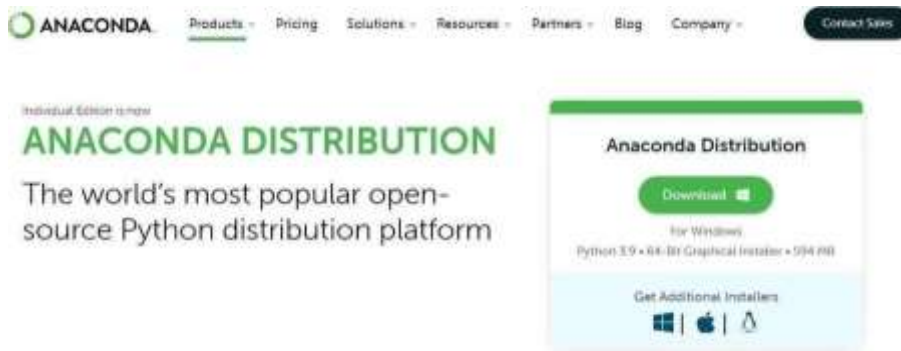 ANACONDA.
Products Pricing Solutions Resources Partners Blog Company Contact Sales
Individual Edition is now
ANACONDA DISTRIBUTION
The world's most popular open-
source Python distribution platform
Anaconda Distribution
Download
For Windows
Python 3.9 • 64-Bit Graphical Installer • 594 MB
Get Additional Installers